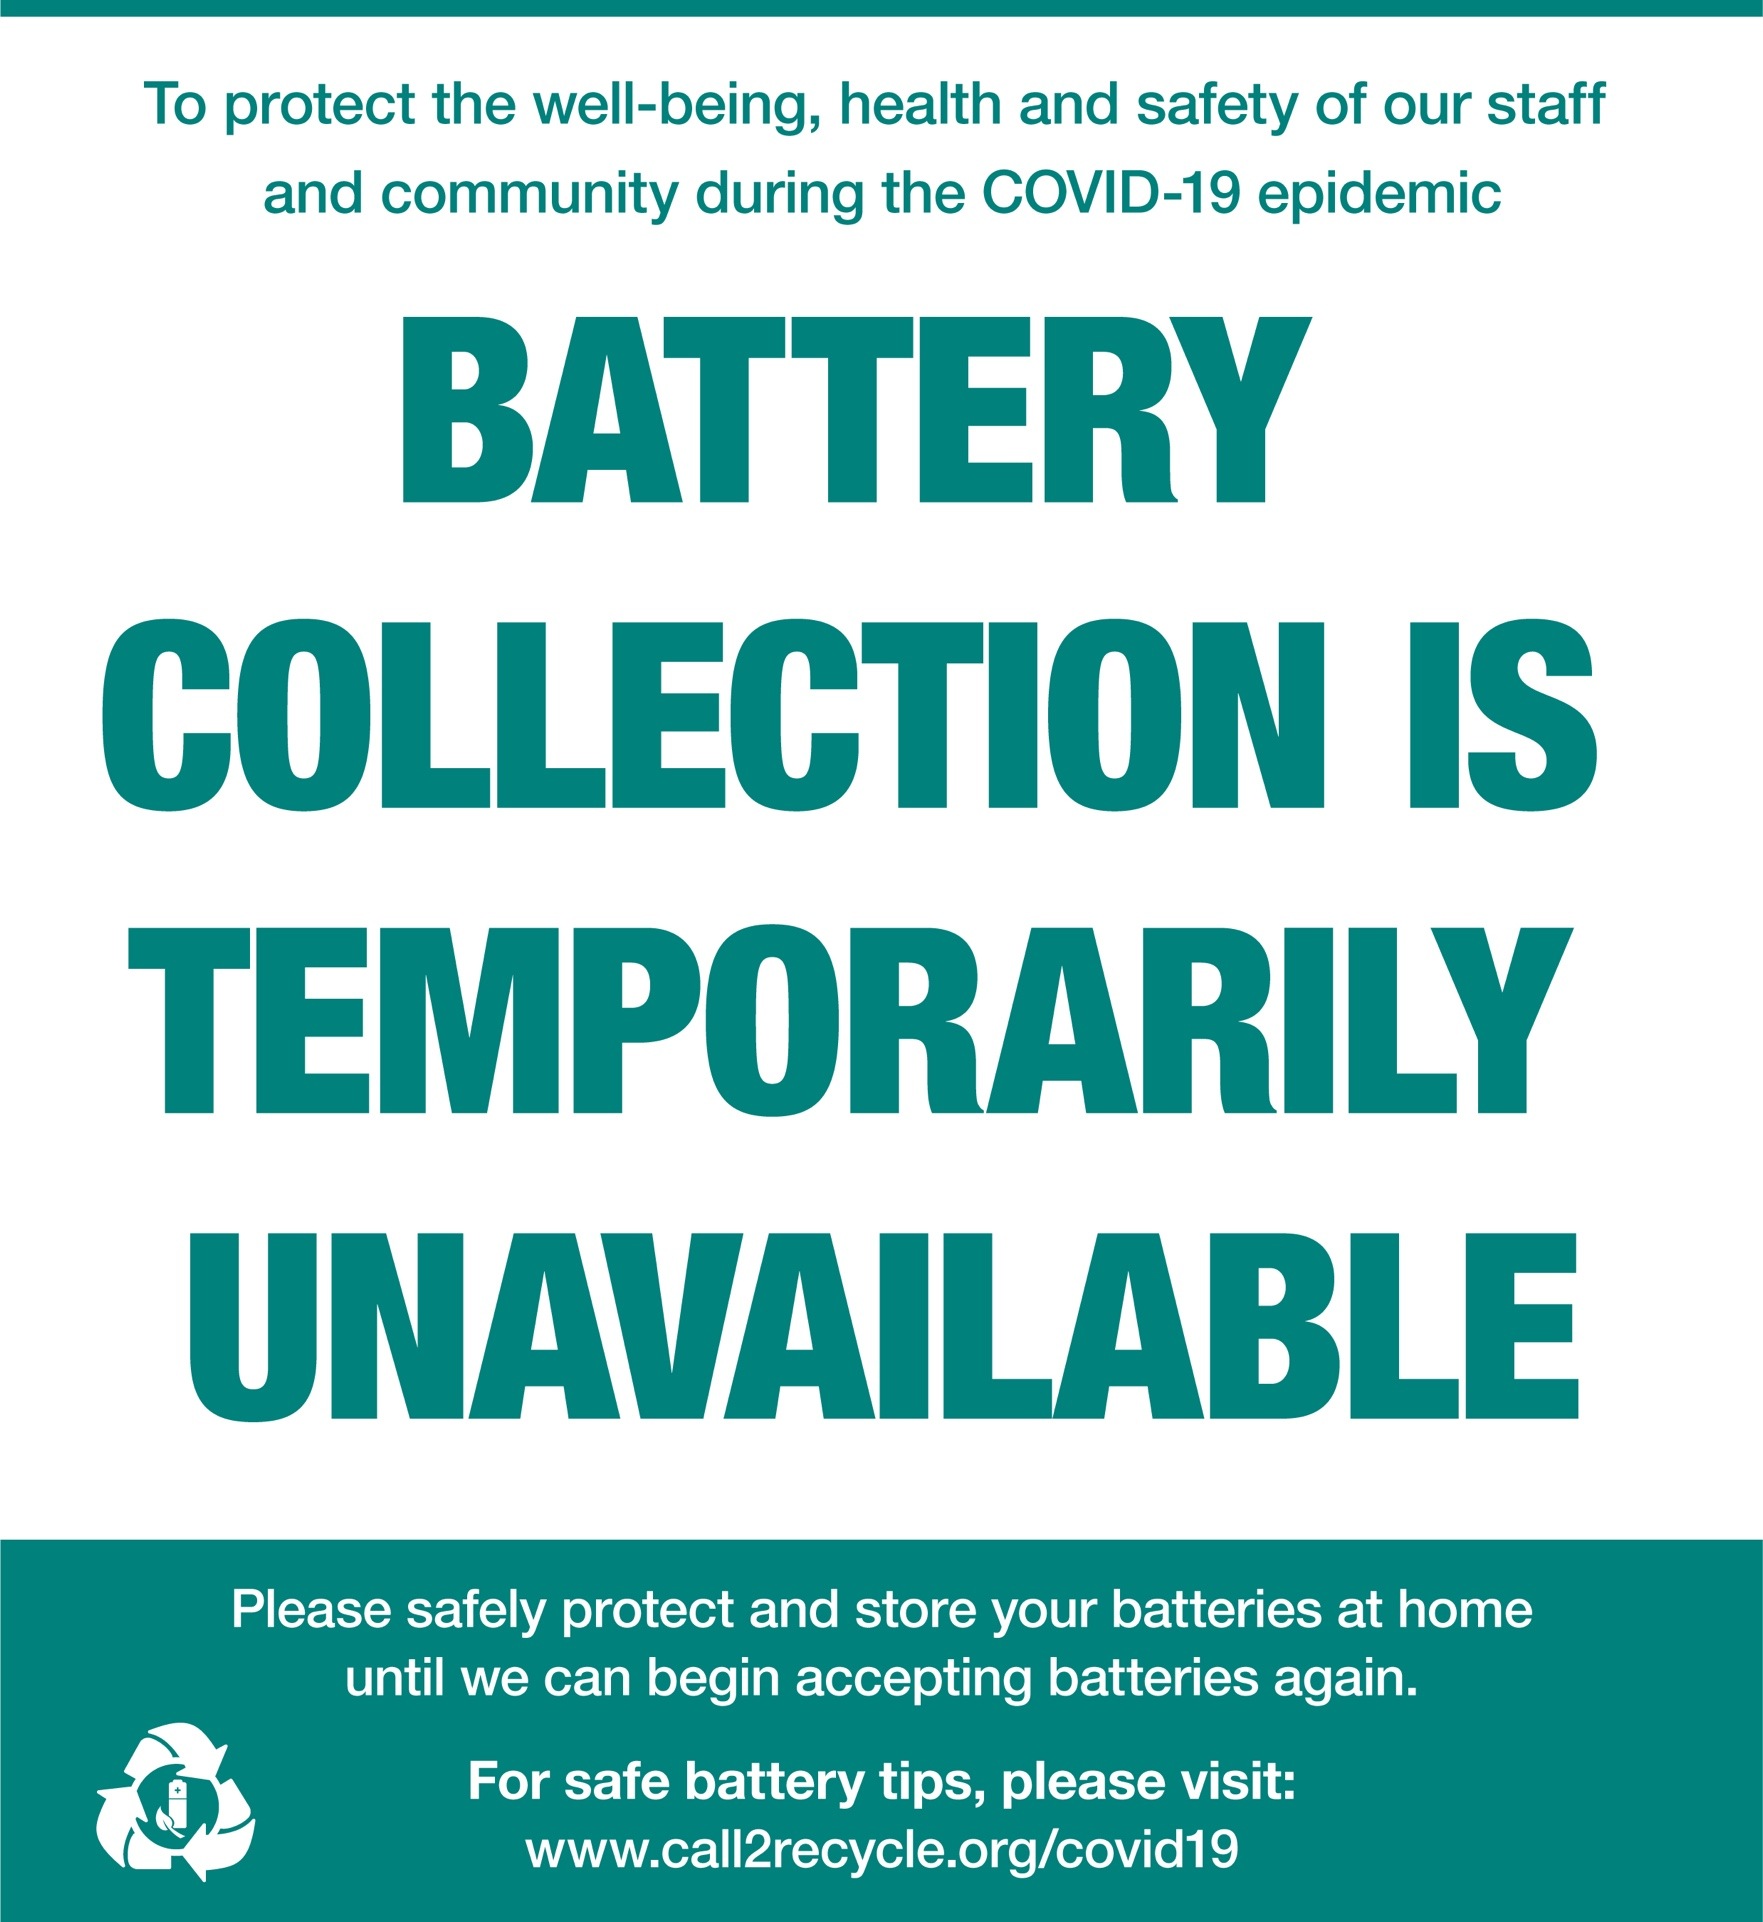 To protect the well-being, health and safety of our staff
and community during the COVID-19 epidemic
BATTERY
COLLECTION IS
TEMPORARILY
UNAVAILABLE
Please safely protect and store your batteries at home
until we can begin accepting batteries again.
For safe battery tips, please visit:
www.call2recycle.org/covid19